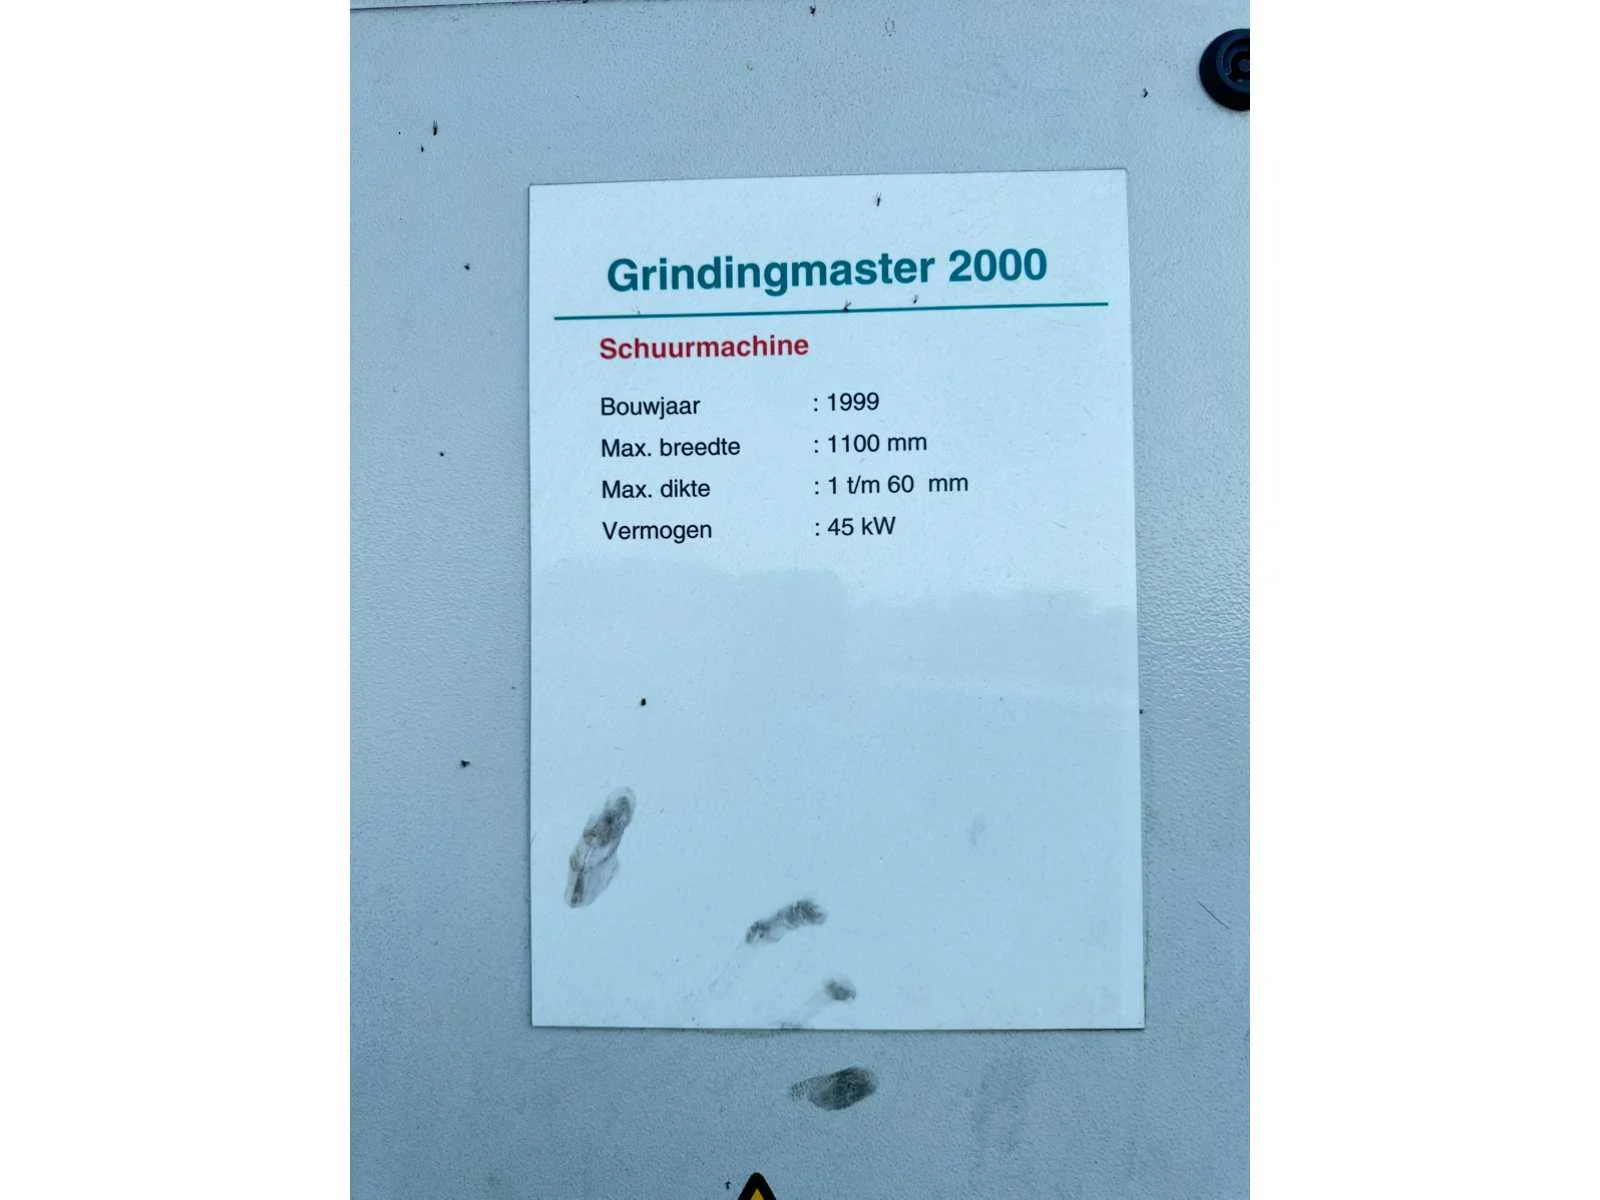 Grindingmaster 2000
Schuurmachine
Bouwjaar : 1999
Max. breedte : 1100 mm
Max. dikte : 1 t/m 60 mm
Vermogen : 45 kW